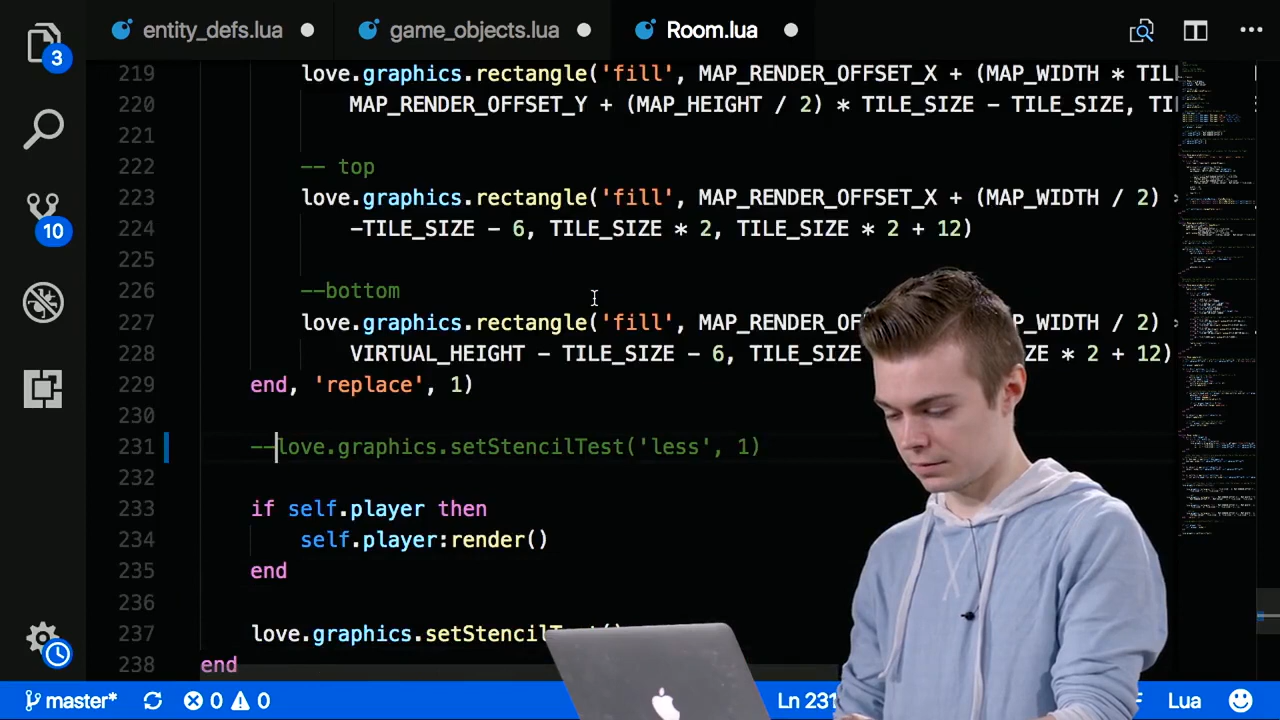 entity_defs.lua
game_objects.lua
Room.lua
3
10
219 love.graphics.rectangle('fill', MAP_RENDER_OFFSET_X + (MAP_WIDTH * TIL
220 MAP_RENDER_OFFSET_Y + (MAP_HEIGHT / 2) * TILE_SIZE - TILE_SIZE, TI
221
222 -- top
223 love.graphics.rectangle('fill', MAP_RENDER_OFFSET_X + (MAP_WIDTH / 2)
224 -TILE_SIZE - 6, TILE_SIZE * 2, TILE_SIZE * 2 + 12)
225
226 --bottom
227 love.graphics.rectangle('fill', MAP_RENDER_OF P_WIDTH / 2)
228 VIRTUAL_HEIGHT - TILE_SIZE - 6, TILE_SIZE ZE * 2 + 12)
229 end, 'replace', 1)
230
231 --love.graphics.setStencilTest('less', 1)
232
233 if self.player then
234 self.player:render()
235 end
236
237 love.graphics.setStencilT
238 end
master* 0 0 Ln 231 Lua